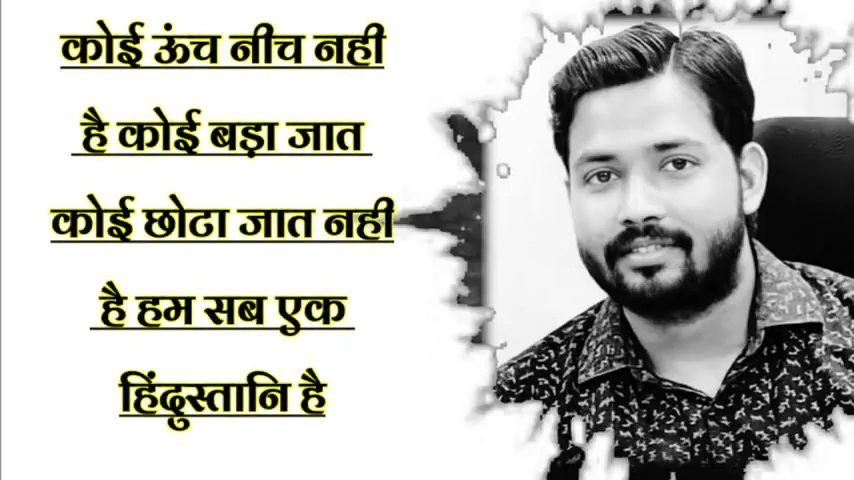 कोई ऊंच नीच नही
है कोई बड़ा जात
कोई छोटा जात नही
है हम सब एक
हिंदुस्तानि है